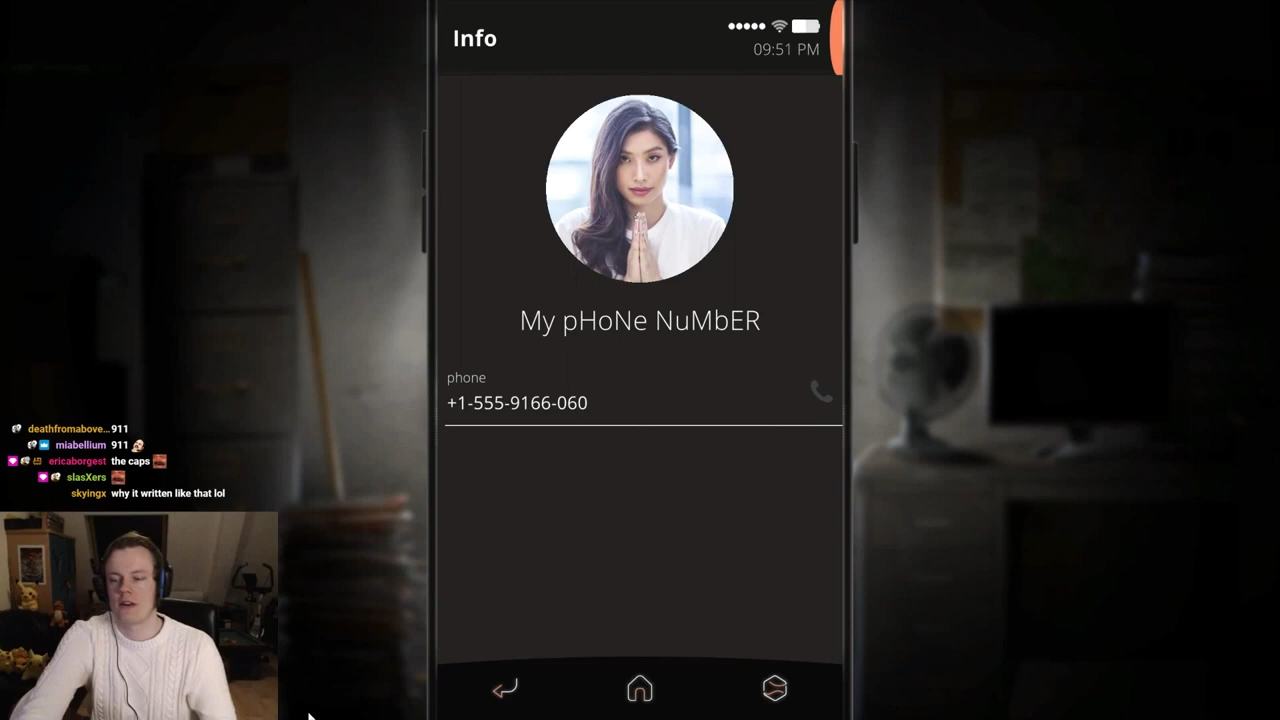 Info
09:51 PM
My pHoNe NuMbER
phone
+1-555-9166-060
deathfromabove... 911
miabellium 911
ericaborgest the caps
slasXers
skyingx why it written like that lol